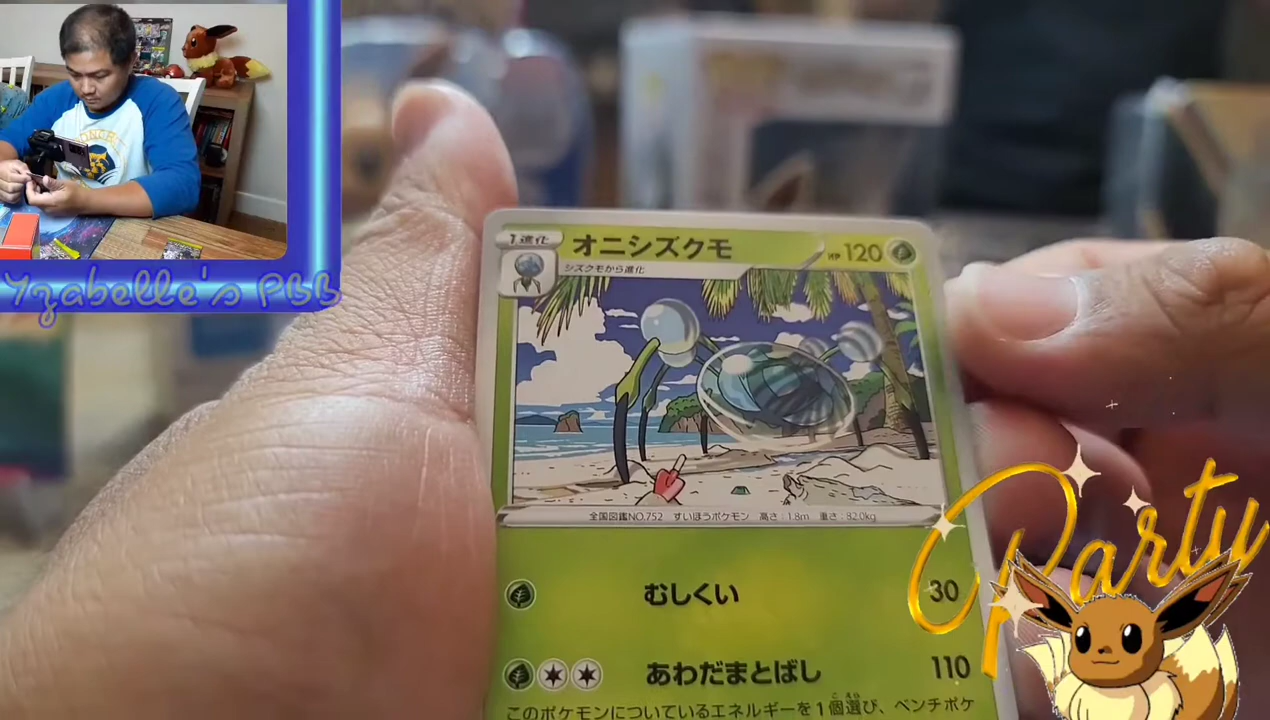 Yzabelle's PBB
1進化
オニシズクモ
HP120
シズクモから進化
全国図鑑NO.752 すいほうポケモン 高さ:1.8m 重さ:82.0kg
むしくい 30
あわだまとばし 110
このポケモンについているエネルギーを1個選び、ベンチポケ
Party